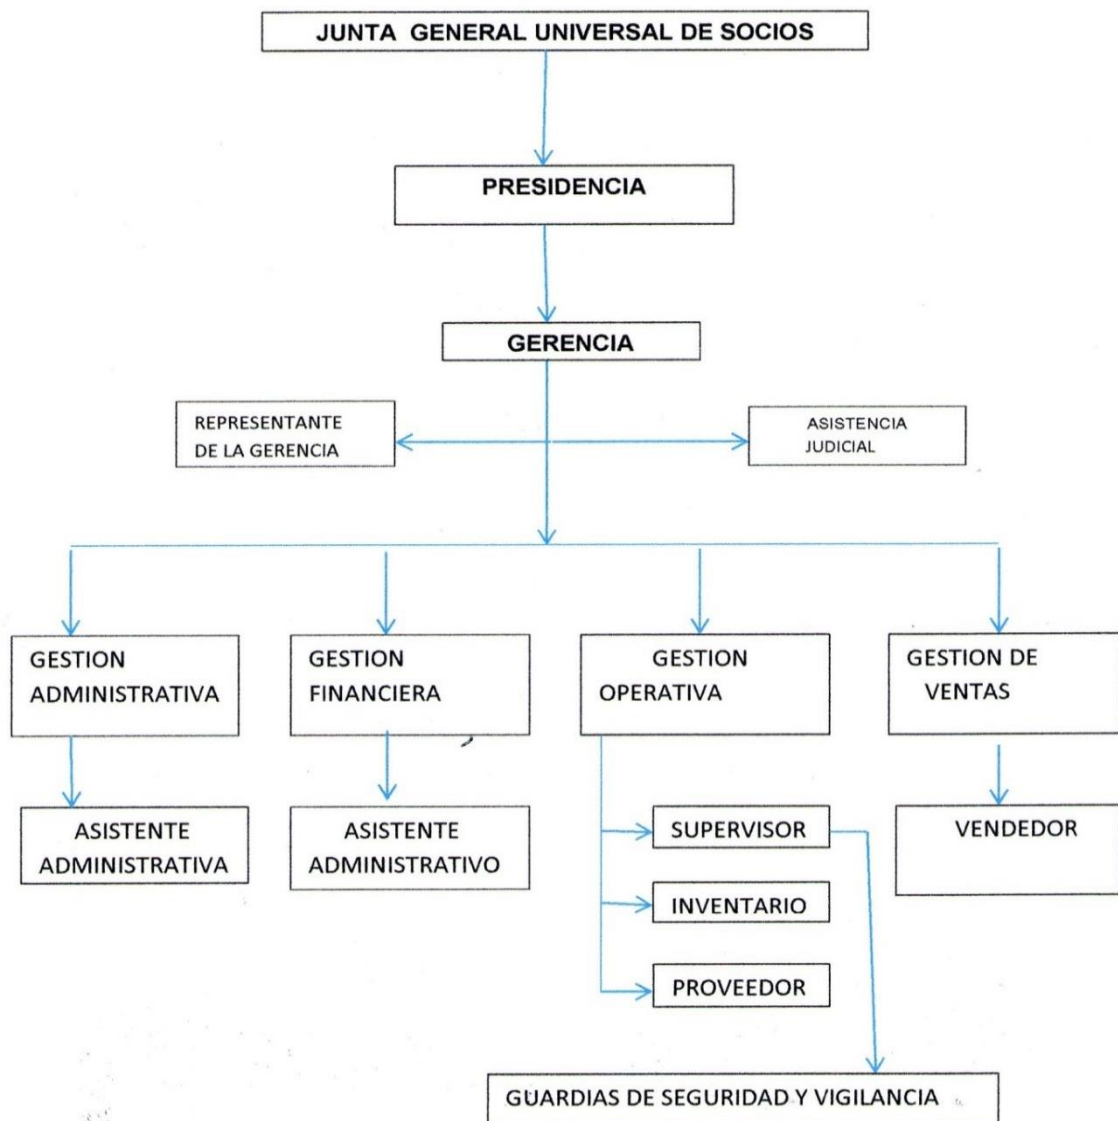 JUNTA GENERAL UNIVERSAL DE SOCIOS
PRESIDENCIA
GERENCIA
REPRESENTANTE
DE LA GERENCIA
ASISTENCIA
JUDICIAL
GESTION
ADMINISTRATIVA
GESTION
FINANCIERA
GESTION
OPERATIVA
GESTION DE
VENTAS
ASISTENTE
ADMINISTRATIVA
ASISTENTE
ADMINISTRATIVO
SUPERVISOR
INVENTARIO
PROVEEDOR
VENDEDOR
GUARDIAS DE SEGURIDAD Y VIGILANCIA